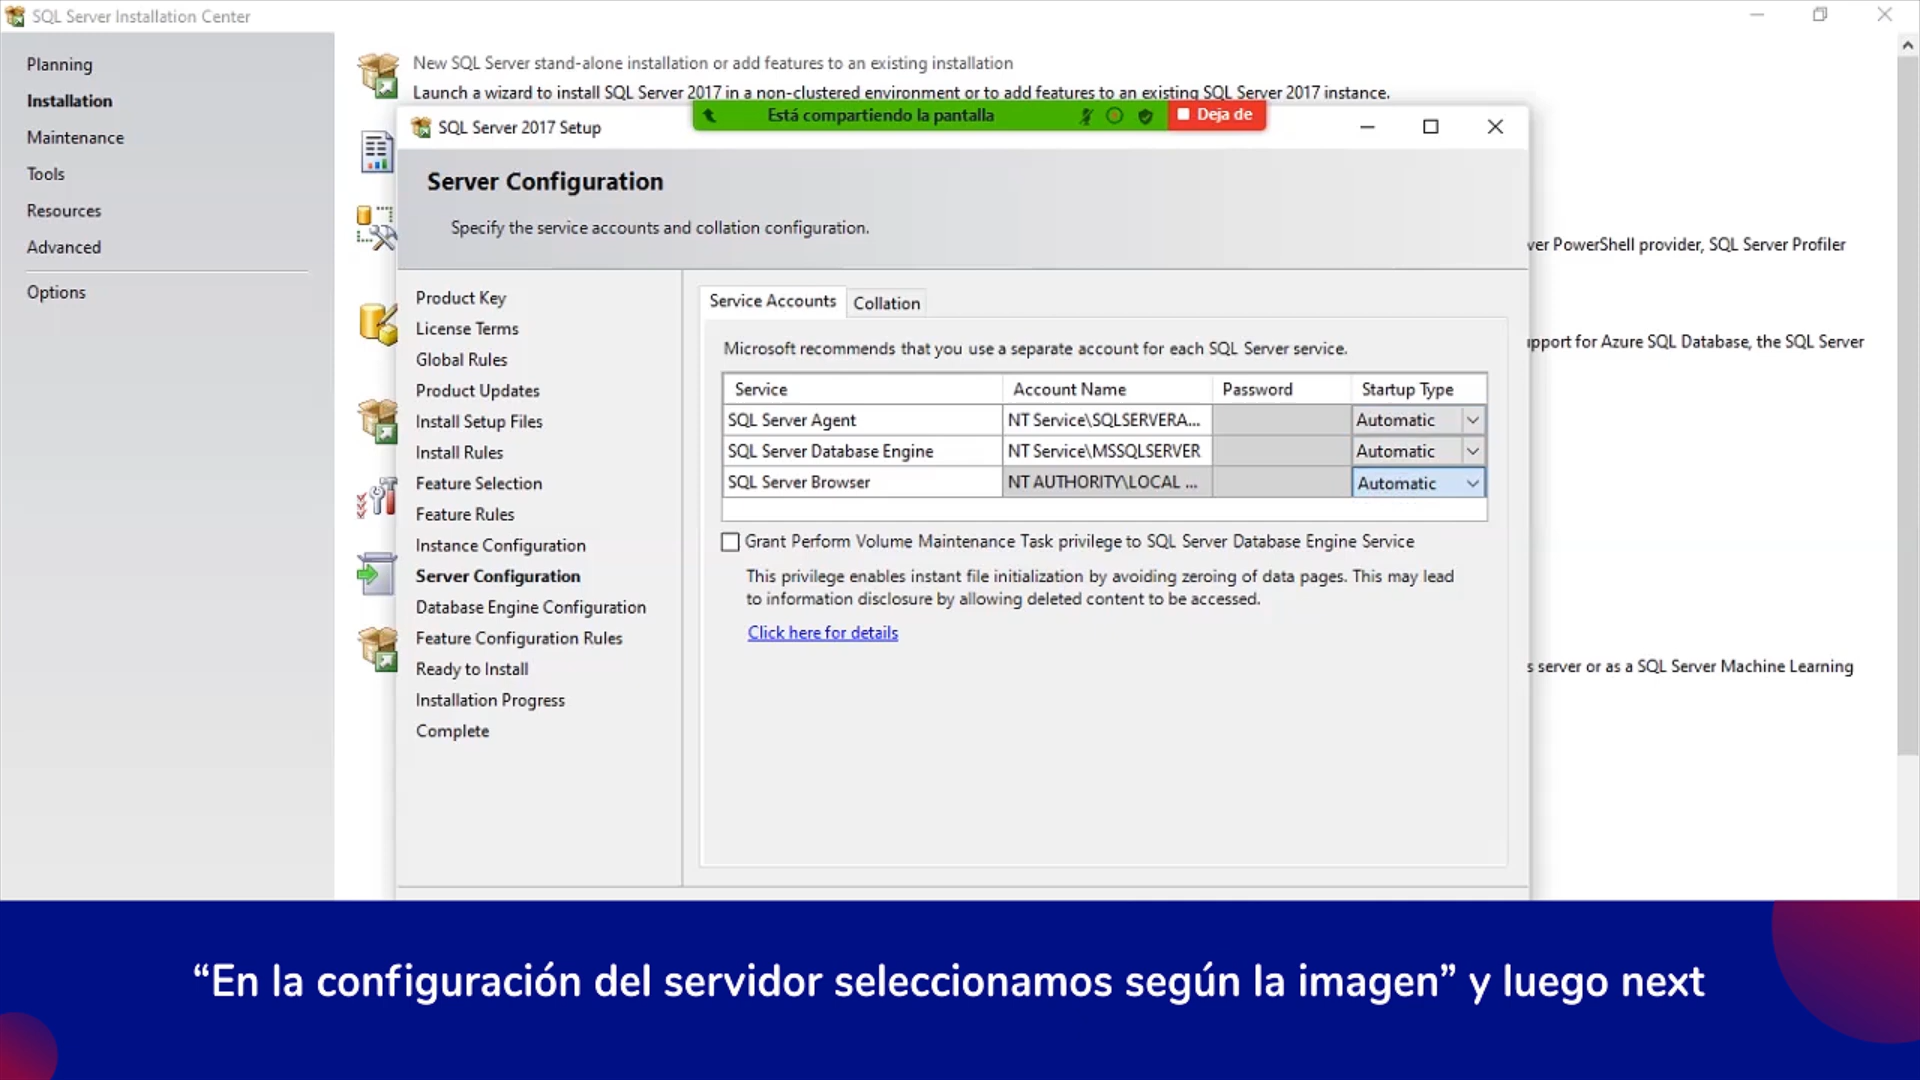 SQL Server Installation Center
Planning
Installation
Maintenance
Tools
Resources
Advanced
Options
New SQL Server stand-alone installation or add features to an existing installation
Launch a wizard to install SQL Server 2017 in a non-clustered environment or to add features to an existing SQL Server 2017 instance.
Está compartiendo la pantalla
Deja de
SQL Server 2017 Setup
Server Configuration
Specify the service accounts and collation configuration.
ver PowerShell provider, SQL Server Profiler
pport for Azure SQL Database, the SQL Server
s server or as a SQL Server Machine Learning
Product Key
License Terms
Global Rules
Product Updates
Install Setup Files
Install Rules
Feature Selection
Feature Rules
Instance Configuration
Server Configuration
Database Engine Configuration
Feature Configuration Rules
Ready to Install
Installation Progress
Complete
Service Accounts Collation
Microsoft recommends that you use a separate account for each SQL Server service.
Service Account Name Password Startup Type
SQL Server Agent NT Service\SQLSERVERA... Automatic
SQL Server Database Engine NT Service\MSSQLSERVER Automatic
SQL Server Browser NT AUTHORITY\LOCAL ... Automatic
Grant Perform Volume Maintenance Task privilege to SQL Server Database Engine Service
This privilege enables instant file initialization by avoiding zeroing of data pages. This may lead
to information disclosure by allowing deleted content to be accessed.
Click here for details
“En la configuración del servidor seleccionamos según la imagen” y luego next